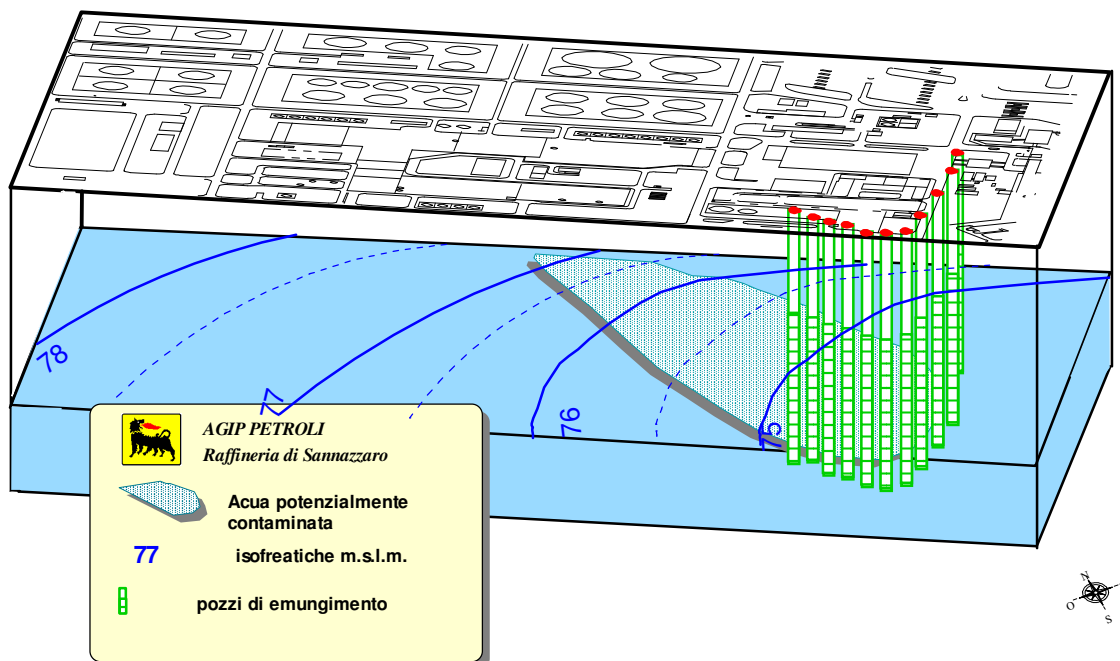 78
77
76
75
AGIP PETROLI
Raffineria di Sannazzaro
Acua potenzialmente
contaminata
77 isofreatiche m.s.l.m.
pozzi di emungimento
N
O
S